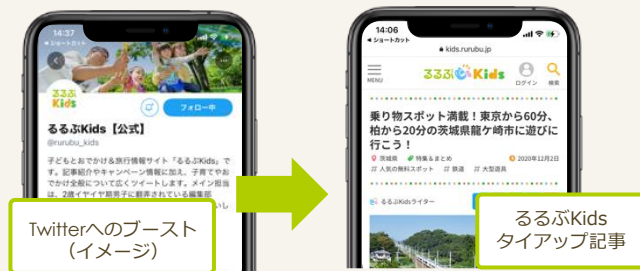 14:37
◀ ショートカット
るるぶ
Kids
フォロー中
るるぶKids【公式】
@rurubu_kids
子どもとおでかけ&旅行情報サイト「るるぶKids」で
す。記事紹介やキャンペーン情報に加え、子育てやお
でかけ全般について広くツイートします。メイン担当
は、2歳イヤイヤ期男子に翻弄されている編集部
Twitterへのブースト
（イメージ）
14:06
◀ ショートカット
kids.rurubu.jp
MENU
るるぶ Kids
ログイン
検索
乗り物スポット満載！東京から60分、
柏から20分の茨城県龍ケ崎市に遊びに
行こう！
茨城県
特集&まとめ
2020年12月2日
# 人気の無料スポット
# 鉄道
# 大型遊具
るるぶKidsライター
るるぶKids
タイアップ記事